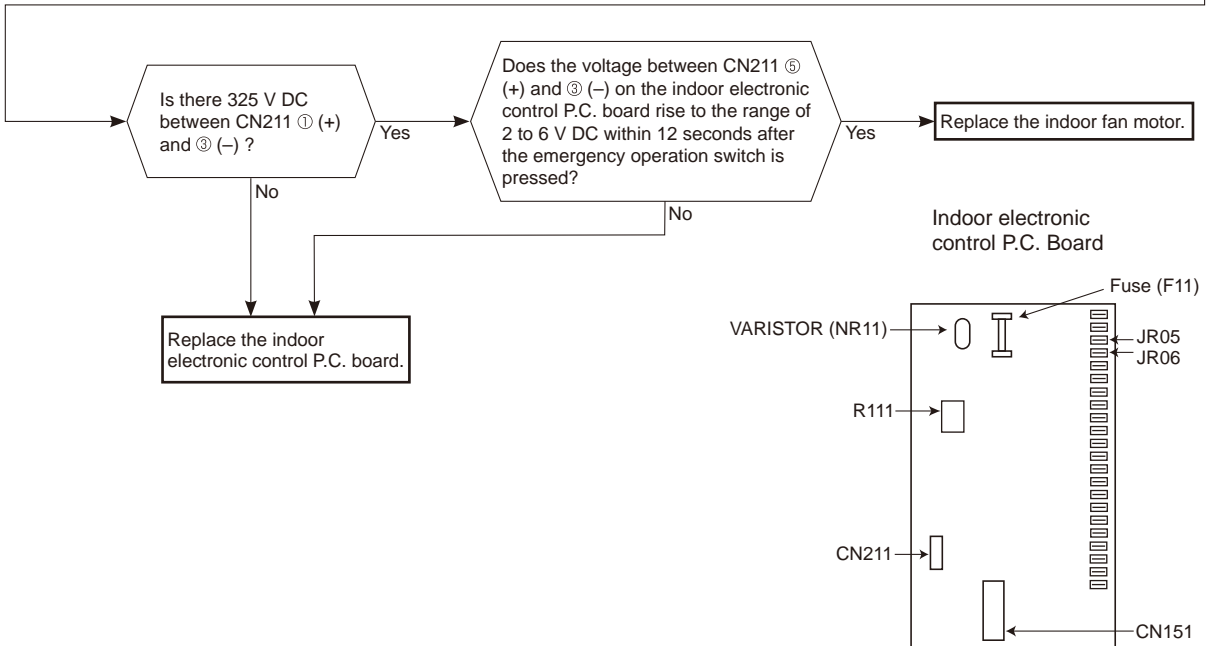 Is there 325 V DC
between CN211 ① (+)
and ③ (–) ?
Yes
No
Does the voltage between CN211 ⑤
(+) and ③ (–) on the indoor electronic
control P.C. board rise to the range of
2 to 6 V DC within 12 seconds after
the emergency operation switch is
pressed?
Yes
No
Replace the indoor fan motor.
Replace the indoor
electronic control P.C. board.
Indoor electronic
control P.C. Board
Fuse (F11)
VARISTOR (NR11)
JR05
JR06
R111
CN211
CN151